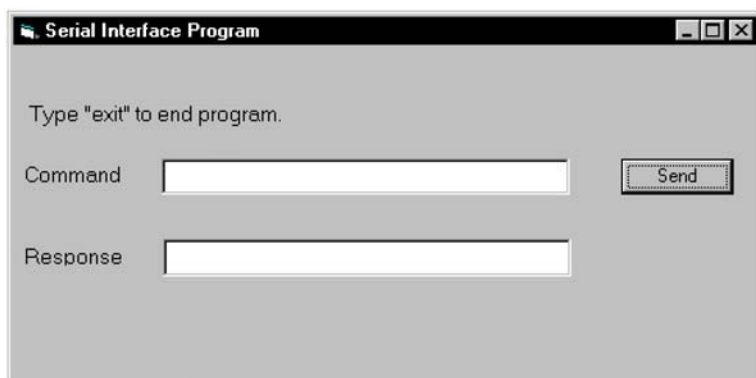 Serial Interface Program
Type "exit" to end program.
Command
Send
Response